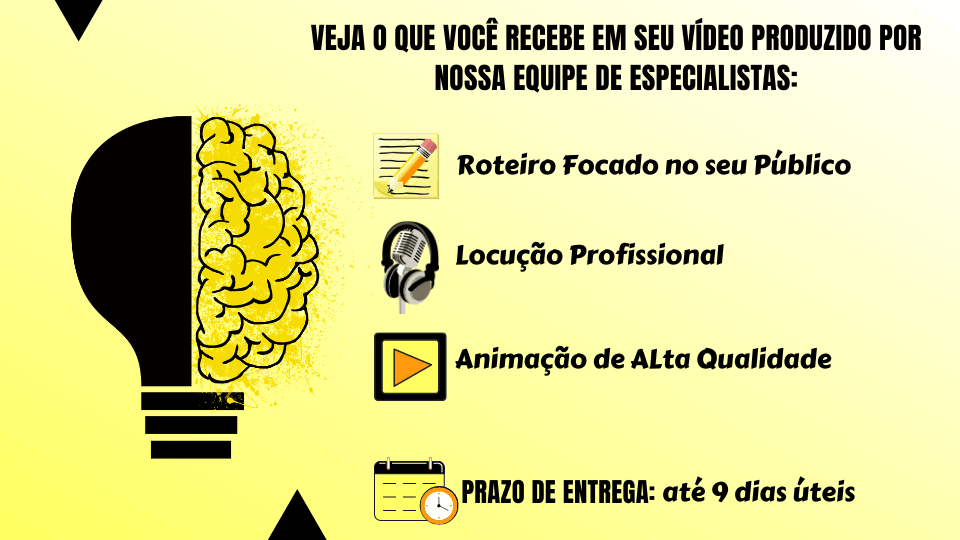 VEJA O QUE VOCÊ RECEBE EM SEU VÍDEO PRODUZIDO POR
NOSSA EQUIPE DE ESPECIALISTAS:
Roteiro Focado no seu Público
Locução Profissional
Animação de ALta Qualidade
PRAZO DE ENTREGA: até 9 dias úteis